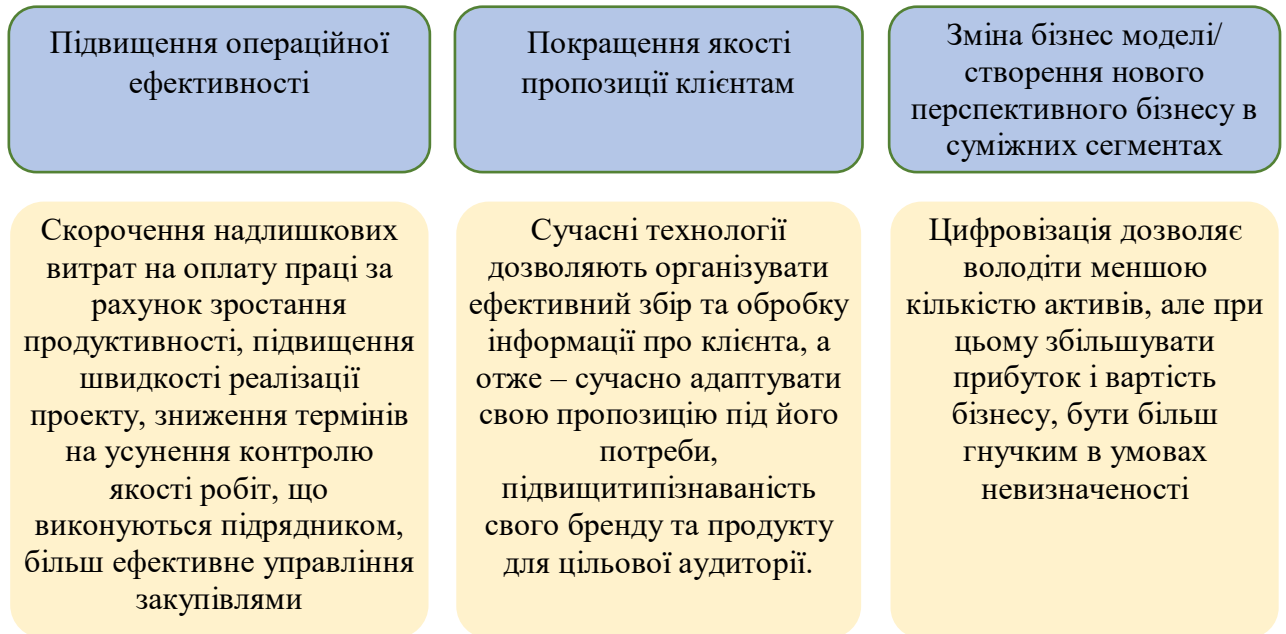 Підвищення операційної
ефективності
Покращення якості
пропозиції клієнтам
Зміна бізнес моделі/
створення нового
перспективного бізнесу в
суміжних сегментах
Скорочення надлишкових
витрат на оплату праці за
рахунок зростання
продуктивності, підвищення
швидкості реалізації
проекту, зниження термінів
на усунення контролю
якості робіт, що
виконуються підрядником,
більш ефективне управління
закупівлями
Сучасні технології
дозволяють організувати
ефективний збір та обробку
інформації про клієнта, а
отже – сучасно адаптувати
свою пропозицію під його
потреби,
підвищитипізнаваність
свого бренду та продукту
для цільової аудиторії.
Цифровізація дозволяє
володіти меншою
кількістю активів, але при
цьому збільшувати
прибуток і вартість
бізнесу, бути більш
гнучким в умовах
невизначеності